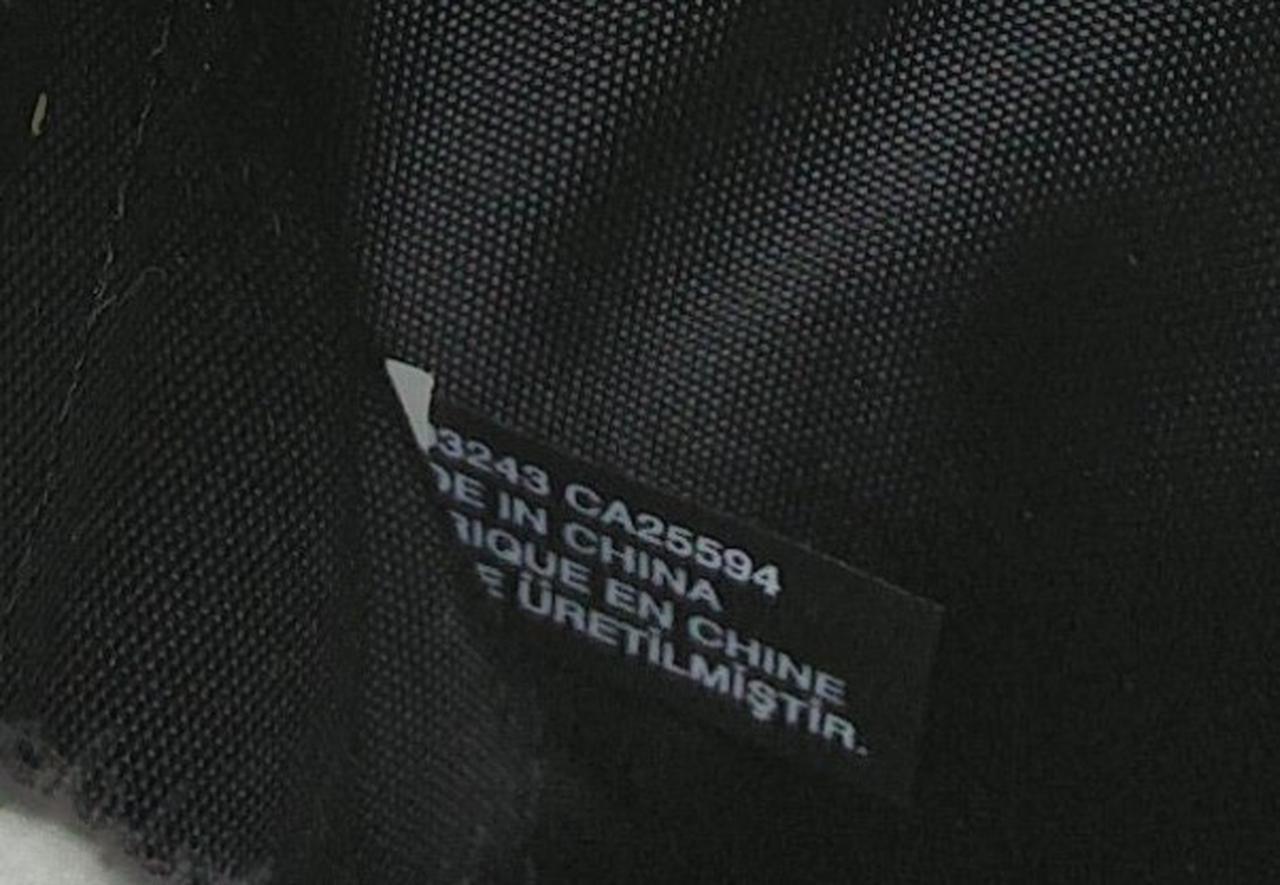 3243 CA25594
DE IN CHINA
RIQUE EN CHINE
E ÜRETİLMİŞTİR.